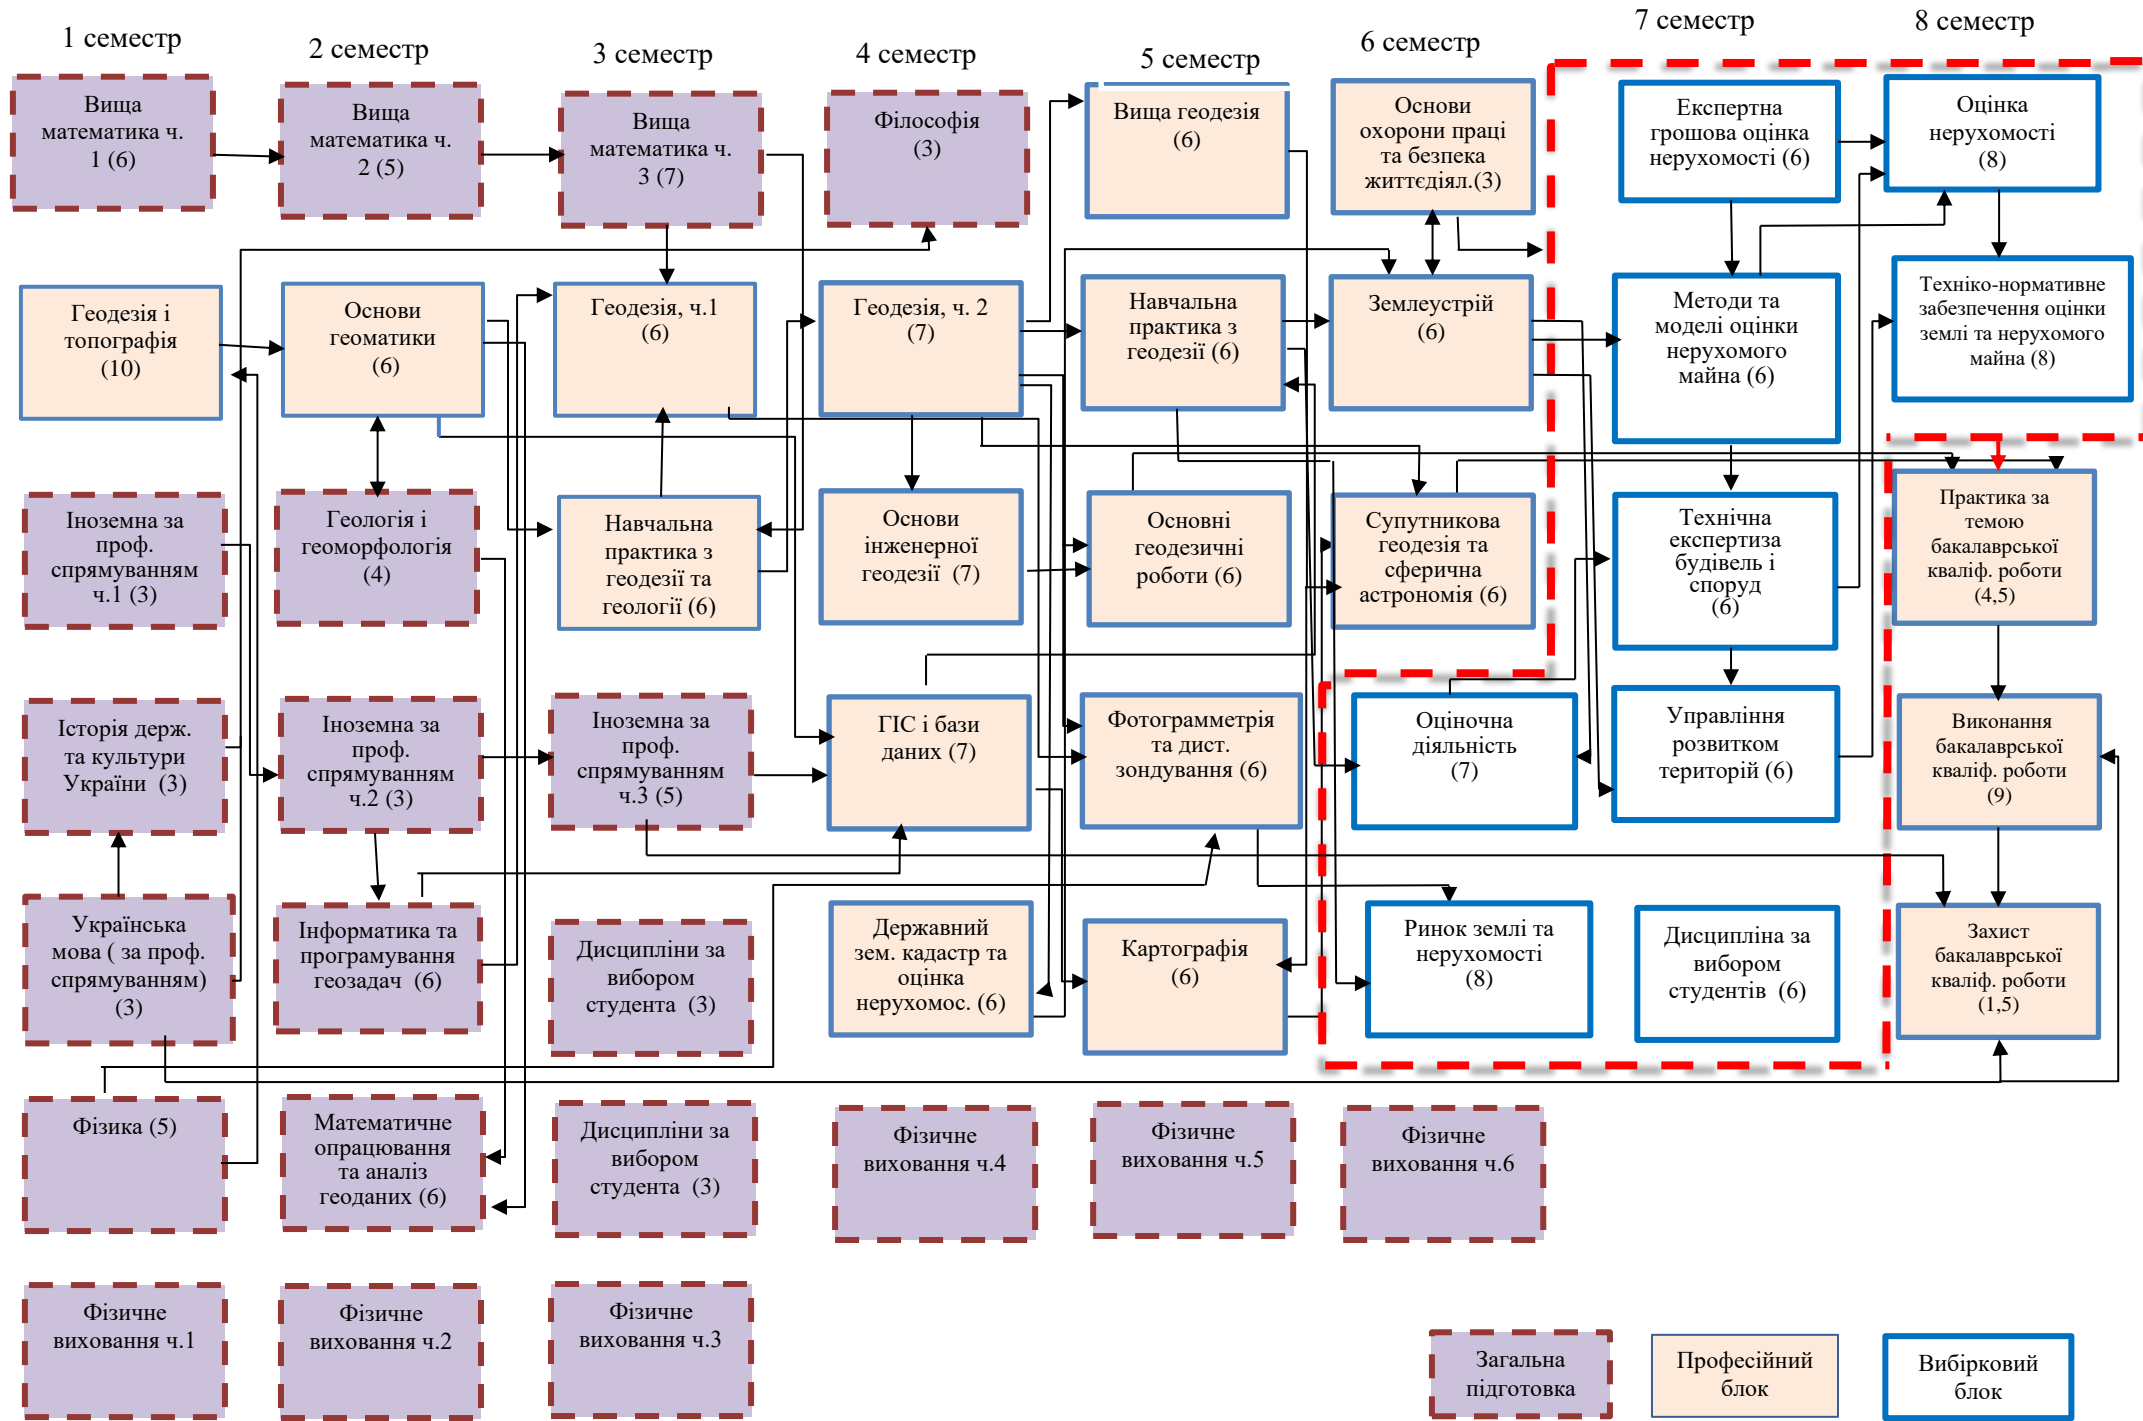 1 семестр
2 семестр
3 семестр
4 семестр
5 семестр
6 семестр
7 семестр
8 семестр
Вища
математика ч.
1 (6)
Вища
математика ч.
2 (5)
Вища
математика ч.
3 (7)
Філософія
(3)
Вища геодезія
(6)
Основи
охорони праці
та безпека
життєдіял.(3)
Експертна
грошова оцінка
нерухомості (6)
Оцінка
нерухомості
(8)
Геодезія і
топографія
(10)
Основи
геоматики
(6)
Геодезія, ч.1
(6)
Геодезія, ч. 2
(7)
Навчальна
практика з
геодезії (6)
Землеустрій
(6)
Методи та
моделі оцінки
нерухомого
майна (6)
Техніко-нормативне
забезпечення оцінки
землі та нерухомого
майна (8)
Іноземна за
проф.
спрямуванням
ч.1 (3)
Геологія і
геоморфологія
(4)
Навчальна
практика з
геодезії та
геології (6)
Основи
інженерної
геодезії (7)
Основні
геодезичні
роботи (6)
Супутникова
геодезія та
сферична
астрономія (6)
Технічна
експертиза
будівель і
споруд
(6)
Практика за
темою
бакалаврської
кваліф. роботи
(4,5)
Історія держ.
та культури
України (3)
Іноземна за
проф.
спрямуванням
ч.2 (3)
Іноземна за
проф.
спрямуванням
ч.3 (5)
ГІС і бази
даних (7)
Фотограмметрія
та дист.
зондування (6)
Оціночна
діяльність
(7)
Управління
розвитком
територій (6)
Виконання
бакалаврської
кваліф. роботи
(9)
Українська
мова ( за проф.
спрямуванням)
(3)
Інформатика та
програмування
геозадач (6)
Дисципліни за
вибором
студента (3)
Державний
зем. кадастр та
оцінка
нерухомос. (6)
Картографія
(6)
Ринок землі та
нерухомості
(8)
Дисципліна за
вибором
студентів (6)
Захист
бакалаврської
кваліф. роботи
(1,5)
Фізика (5)
Математичне
опрацювання
та аналіз
геоданих (6)
Дисципліни за
вибором
студента (3)
Фізичне
виховання ч.4
Фізичне
виховання ч.5
Фізичне
виховання ч.6
Фізичне
виховання ч.1
Фізичне
виховання ч.2
Фізичне
виховання ч.3
Загальна
підготовка
Професійний
блок
Вибірковий
блок